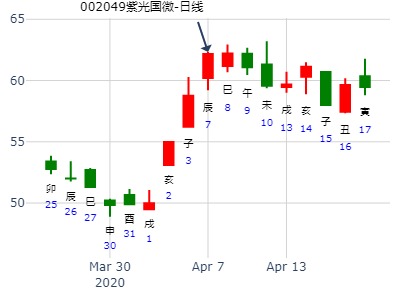 002049紫光国微-日线
65
60
55
50
卯
25
辰
26
巳
27
申
30
酉
31
戌
1
亥
2
子
3
辰
7
巳
8
午
9
未
10
戌
13
亥
14
子
15
丑
16
寅
17
Mar 30
2020
Apr 7
Apr 13